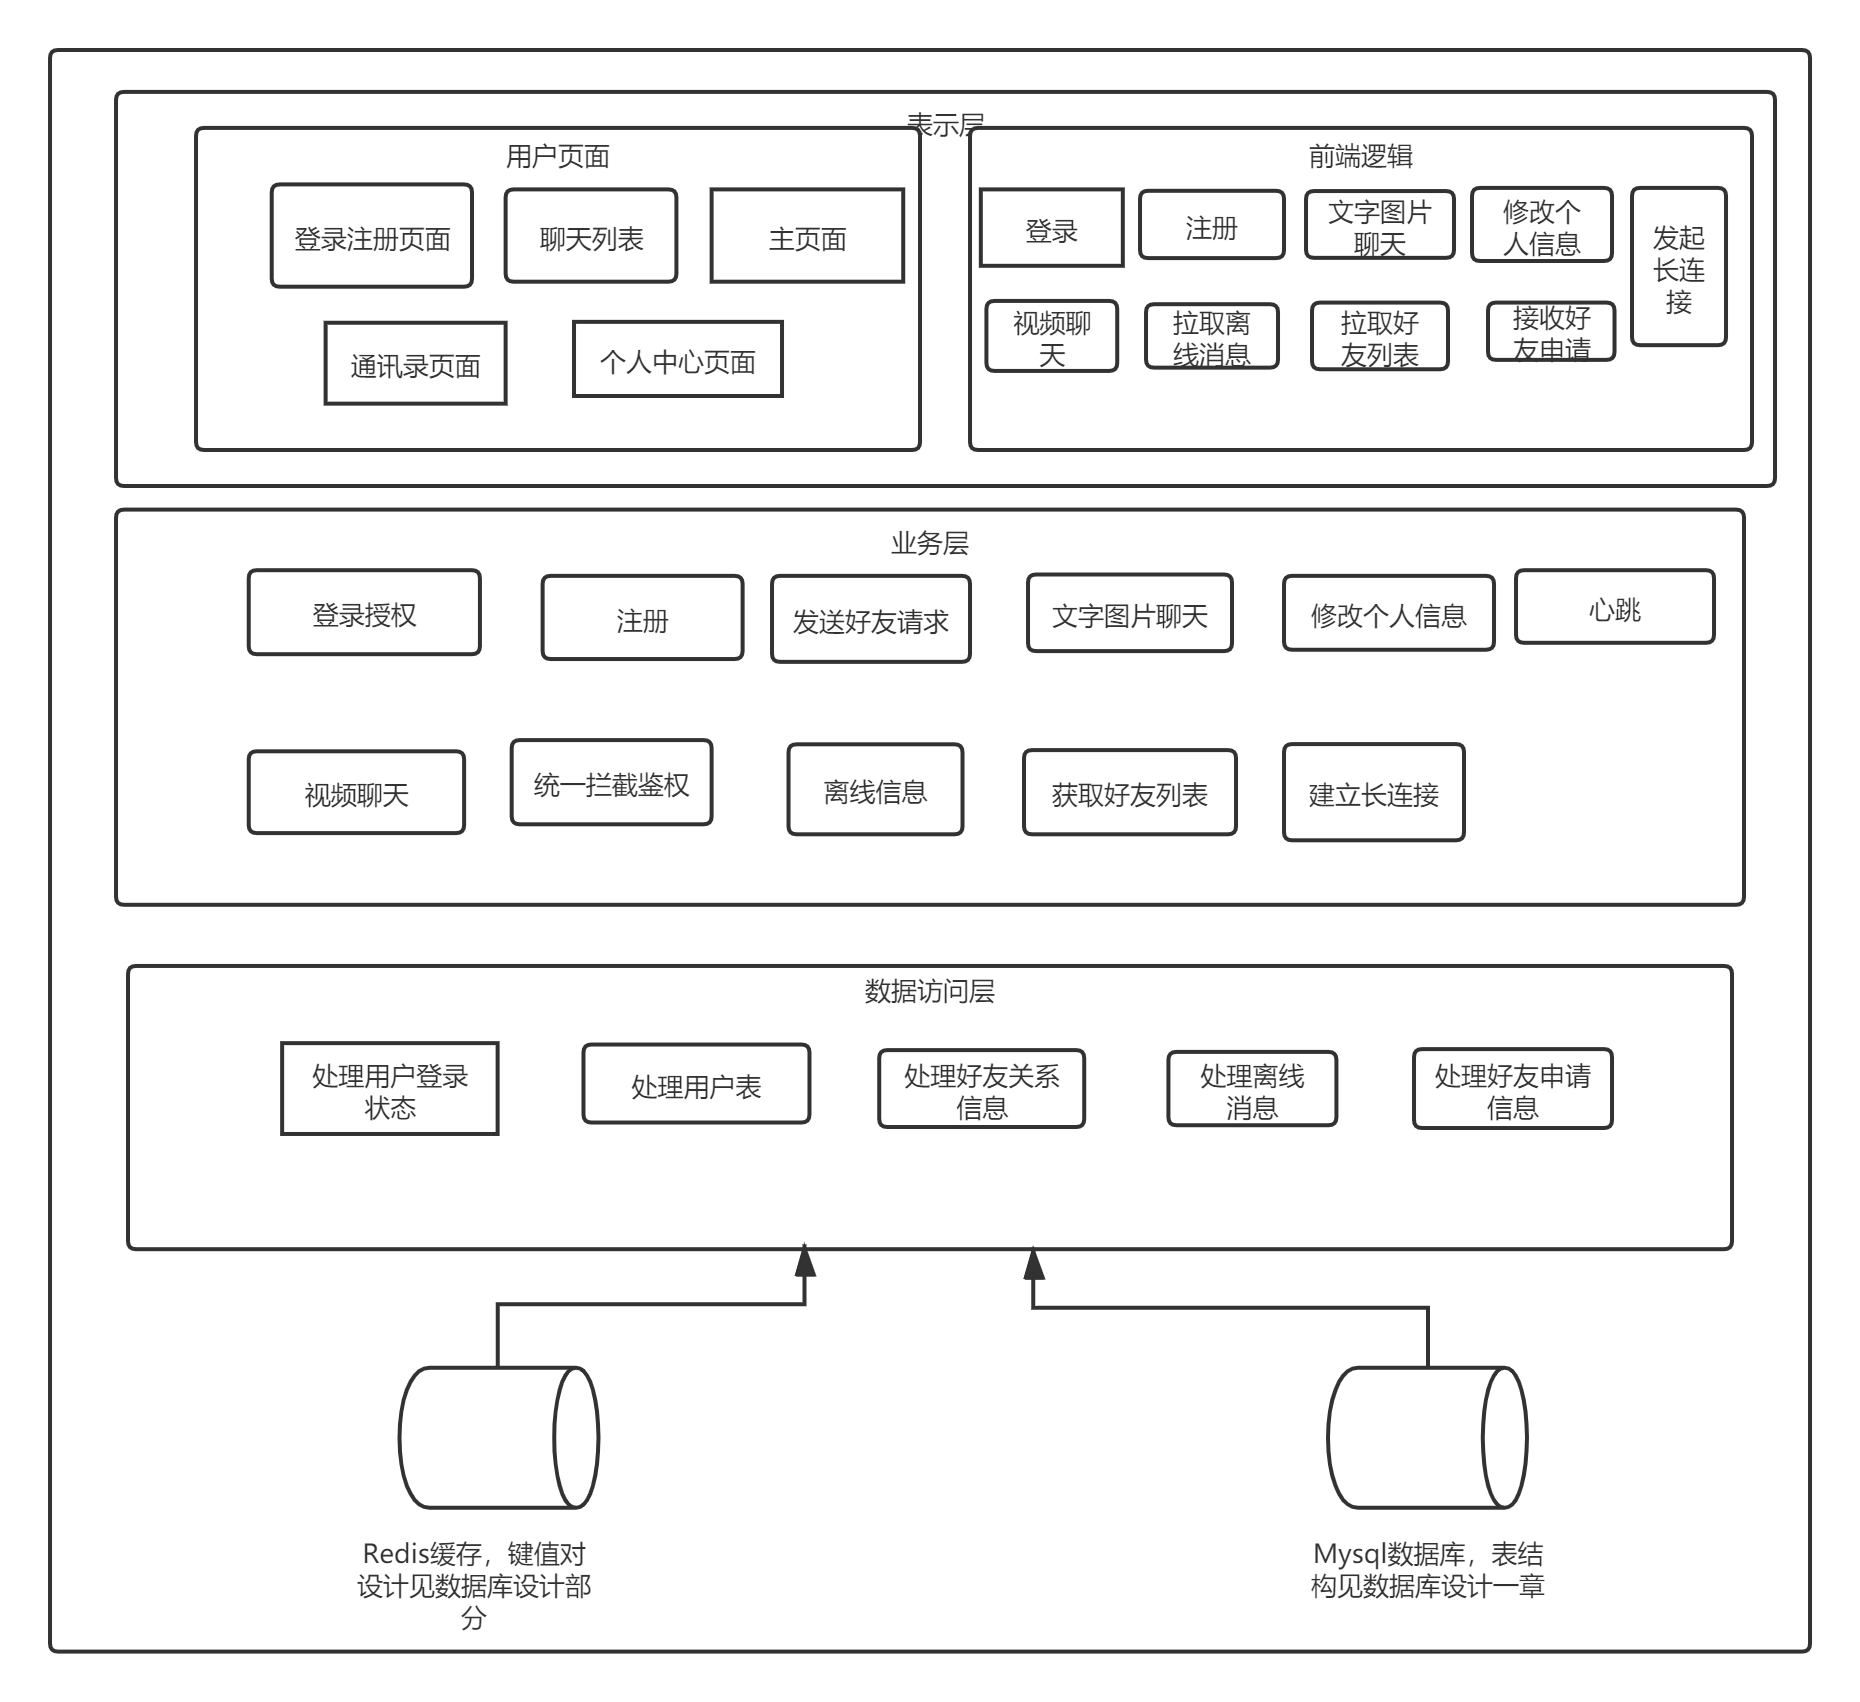 表示层
用户页面
登录注册页面
聊天列表
主页面
通讯录页面
个人中心页面
前端逻辑
登录
注册
文字图片
聊天
修改个
人信息
发起
长连
接
视频聊
天
拉取离
线消息
拉取好
友列表
接收好
友申请
业务层
登录授权
注册
发送好友请求
文字图片聊天
修改个人信息
心跳
视频聊天
统一拦截鉴权
离线信息
获取好友列表
建立长连接
数据访问层
处理用户登录
状态
处理用户表
处理好友关系
信息
处理离线
消息
处理好友申请
信息
Redis缓存，键值对
设计见数据库设计部
分
Mysql数据库，表结
构见数据库设计一章